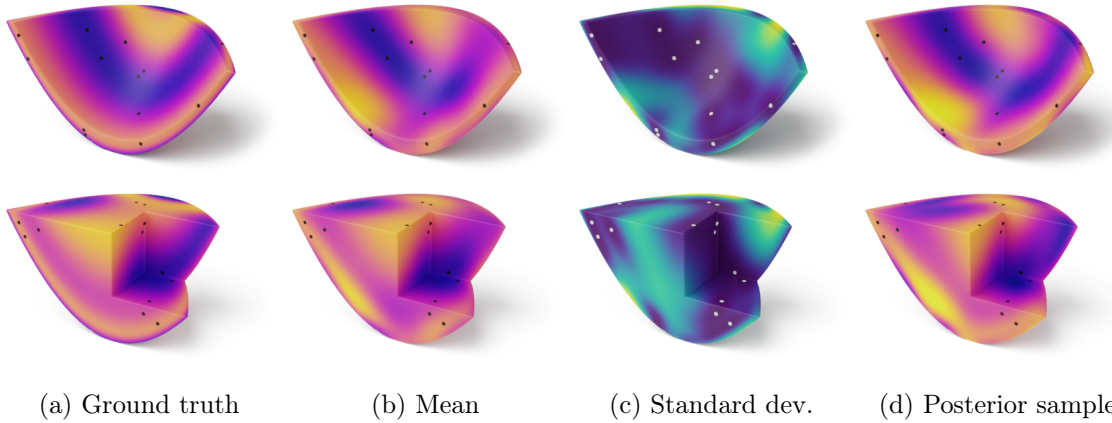 (a) Ground truth
(b) Mean
(c) Standard dev.
(d) Posterior sample